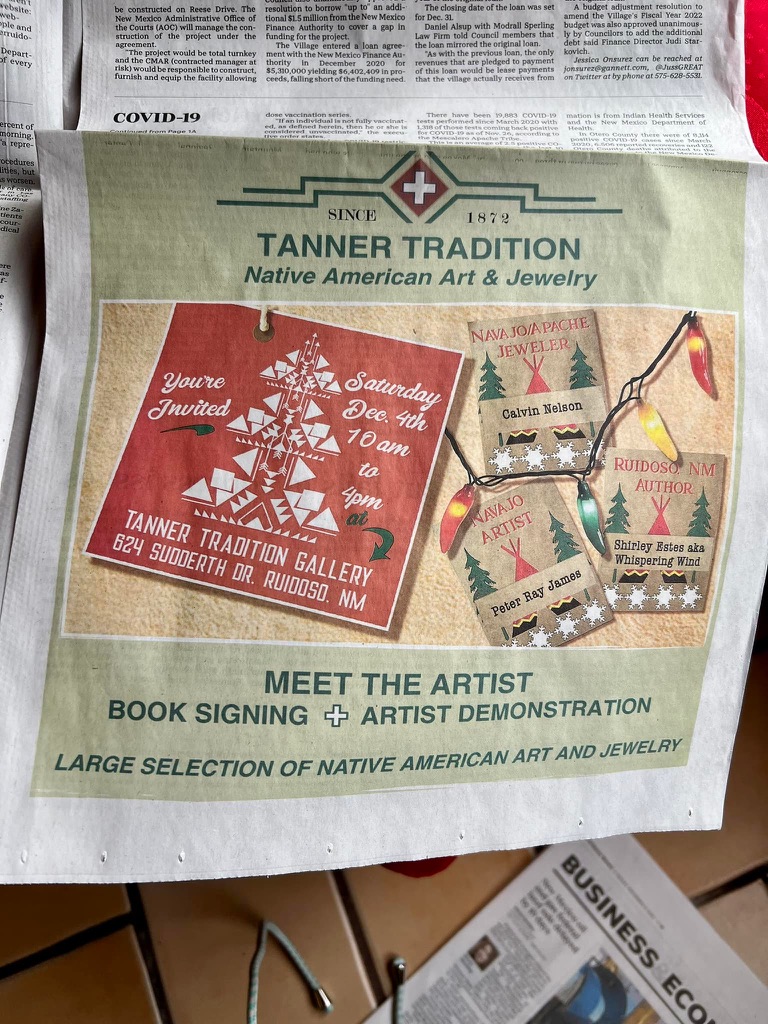 be constructed on Reese Drive. The
New Mexico Administrative Office of
the Courts (AOC) will manage the con-
struction of the project under the
agreement.
"The project would be total turnkey
and the CMAR (contracted manager at
risk) would be responsible to construct,
furnish and equip the facility allowing
resolution to borrow "up to" an addi-
tional $1.5 million from the New Mexico
Finance Authority to cover a gap in
funding for the project.
The Village entered a loan agree-
ment with the New Mexico Finance Au-
thority in December 2020 for
$5,310,000 yielding $6,402,409 in pro-
ceeds, falling short of the funding need.
The closing date of the loan was set
for Dec. 31.
Daniel Alsup with Modrall Sperling
Law Firm told Council members that
the loan mirrored the original loan.
"As with the previous loan, the only
revenues that are pledged to payment
of this loan would be lease payments
that the village actually receives from
A budget adjustment resolution to
amend the Village's Fiscal Year 2022
budget was also approved unanimous-
ly by Councilors to add the additional
debt said Finance Director Judi Star-
kovich.
Jessica Onsurez can be reached at
jonsurez@gannett.com, @JussGREAT
on Twitter at by phone at 575-628-5531.
COVID-19
Continued from Page 1A
dose vaccination series.
"If an individual is not fully vaccinat-
ed, as defined herein, then he or she is
considered unvaccinated," the execu-
tive order states.
There have been 19,883 COVID-19
tests performed since March 2020 with
1,318 of those tests coming back positive
for COVID-19 as of Nov. 26, according to
mation is from Indian Health Services
and the New Mexico Department of
Health.
In Otero County there were 8,114
SINCE 1872
TANNER TRADITION
Native American Art & Jewelry
You're
Invited
Saturday
Dec. 4th
10 am
to
4pm
at
TANNER TRADITION GALLERY
624 SUDDERTH DR. RUIDOSO, NM
NAVAJO/APACHE
JEWELER
Calvin Nelson
NAVAJO
ARTIST
Peter Ray James
RUIDOSO, NM
AUTHOR
Shirley Estes aka
Whispering Wind
MEET THE ARTIST
BOOK SIGNING + ARTIST DEMONSTRATION
LARGE SELECTION OF NATIVE AMERICAN ART AND JEWELRY
BUSINESS & ECO